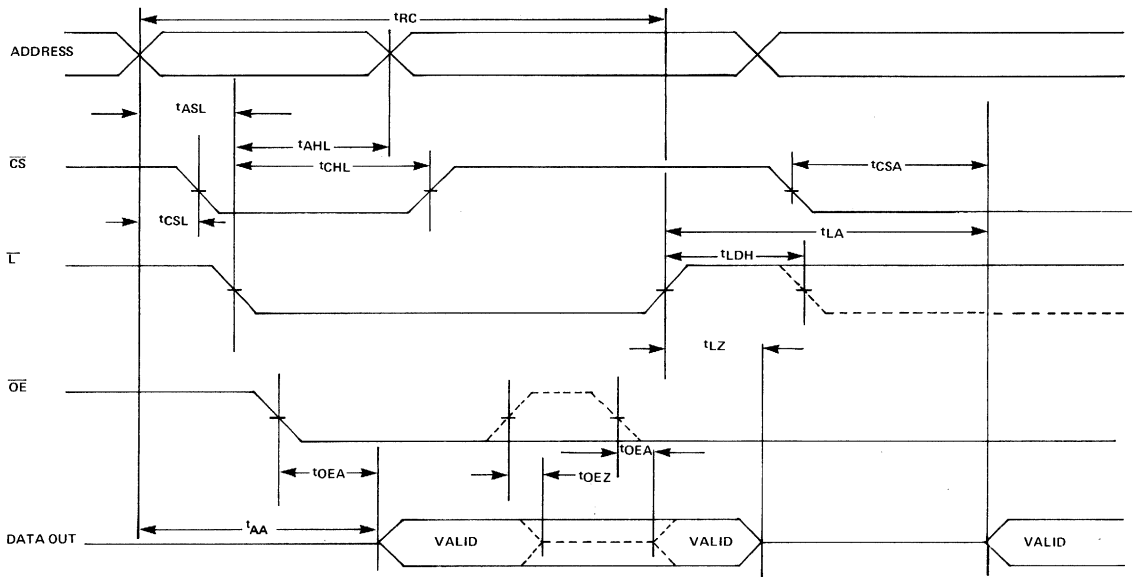 tRC
ADDRESS
tASL
tAHL
CS
tCHL
tCSA
tCSL
tLA
L
tLDH
tLZ
OE
tOEA
tOEZ
tOEA
tAA
DATA OUT
VALID
VALID
VALID